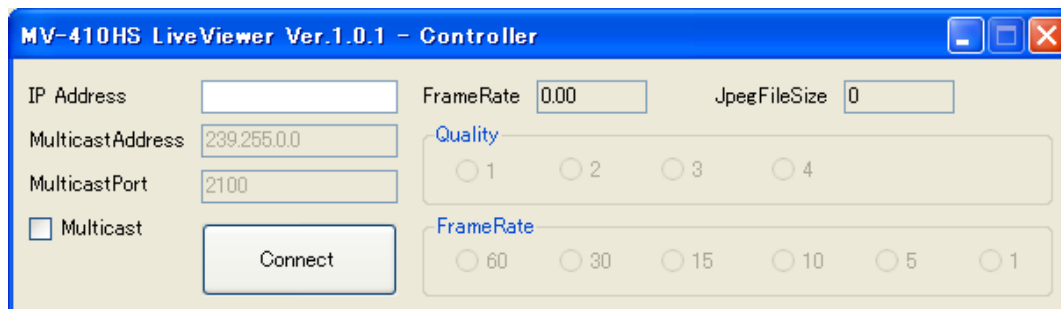 MV-410HS LiveViewer Ver.1.0.1 - Controller
IP Address
FrameRate 0.00 JpegFileSize 0
MulticastAddress 239.255.0.0
MulticastPort 2100
Multicast
Connect
Quality
1 2 3 4
FrameRate
60 30 15 10 5 1